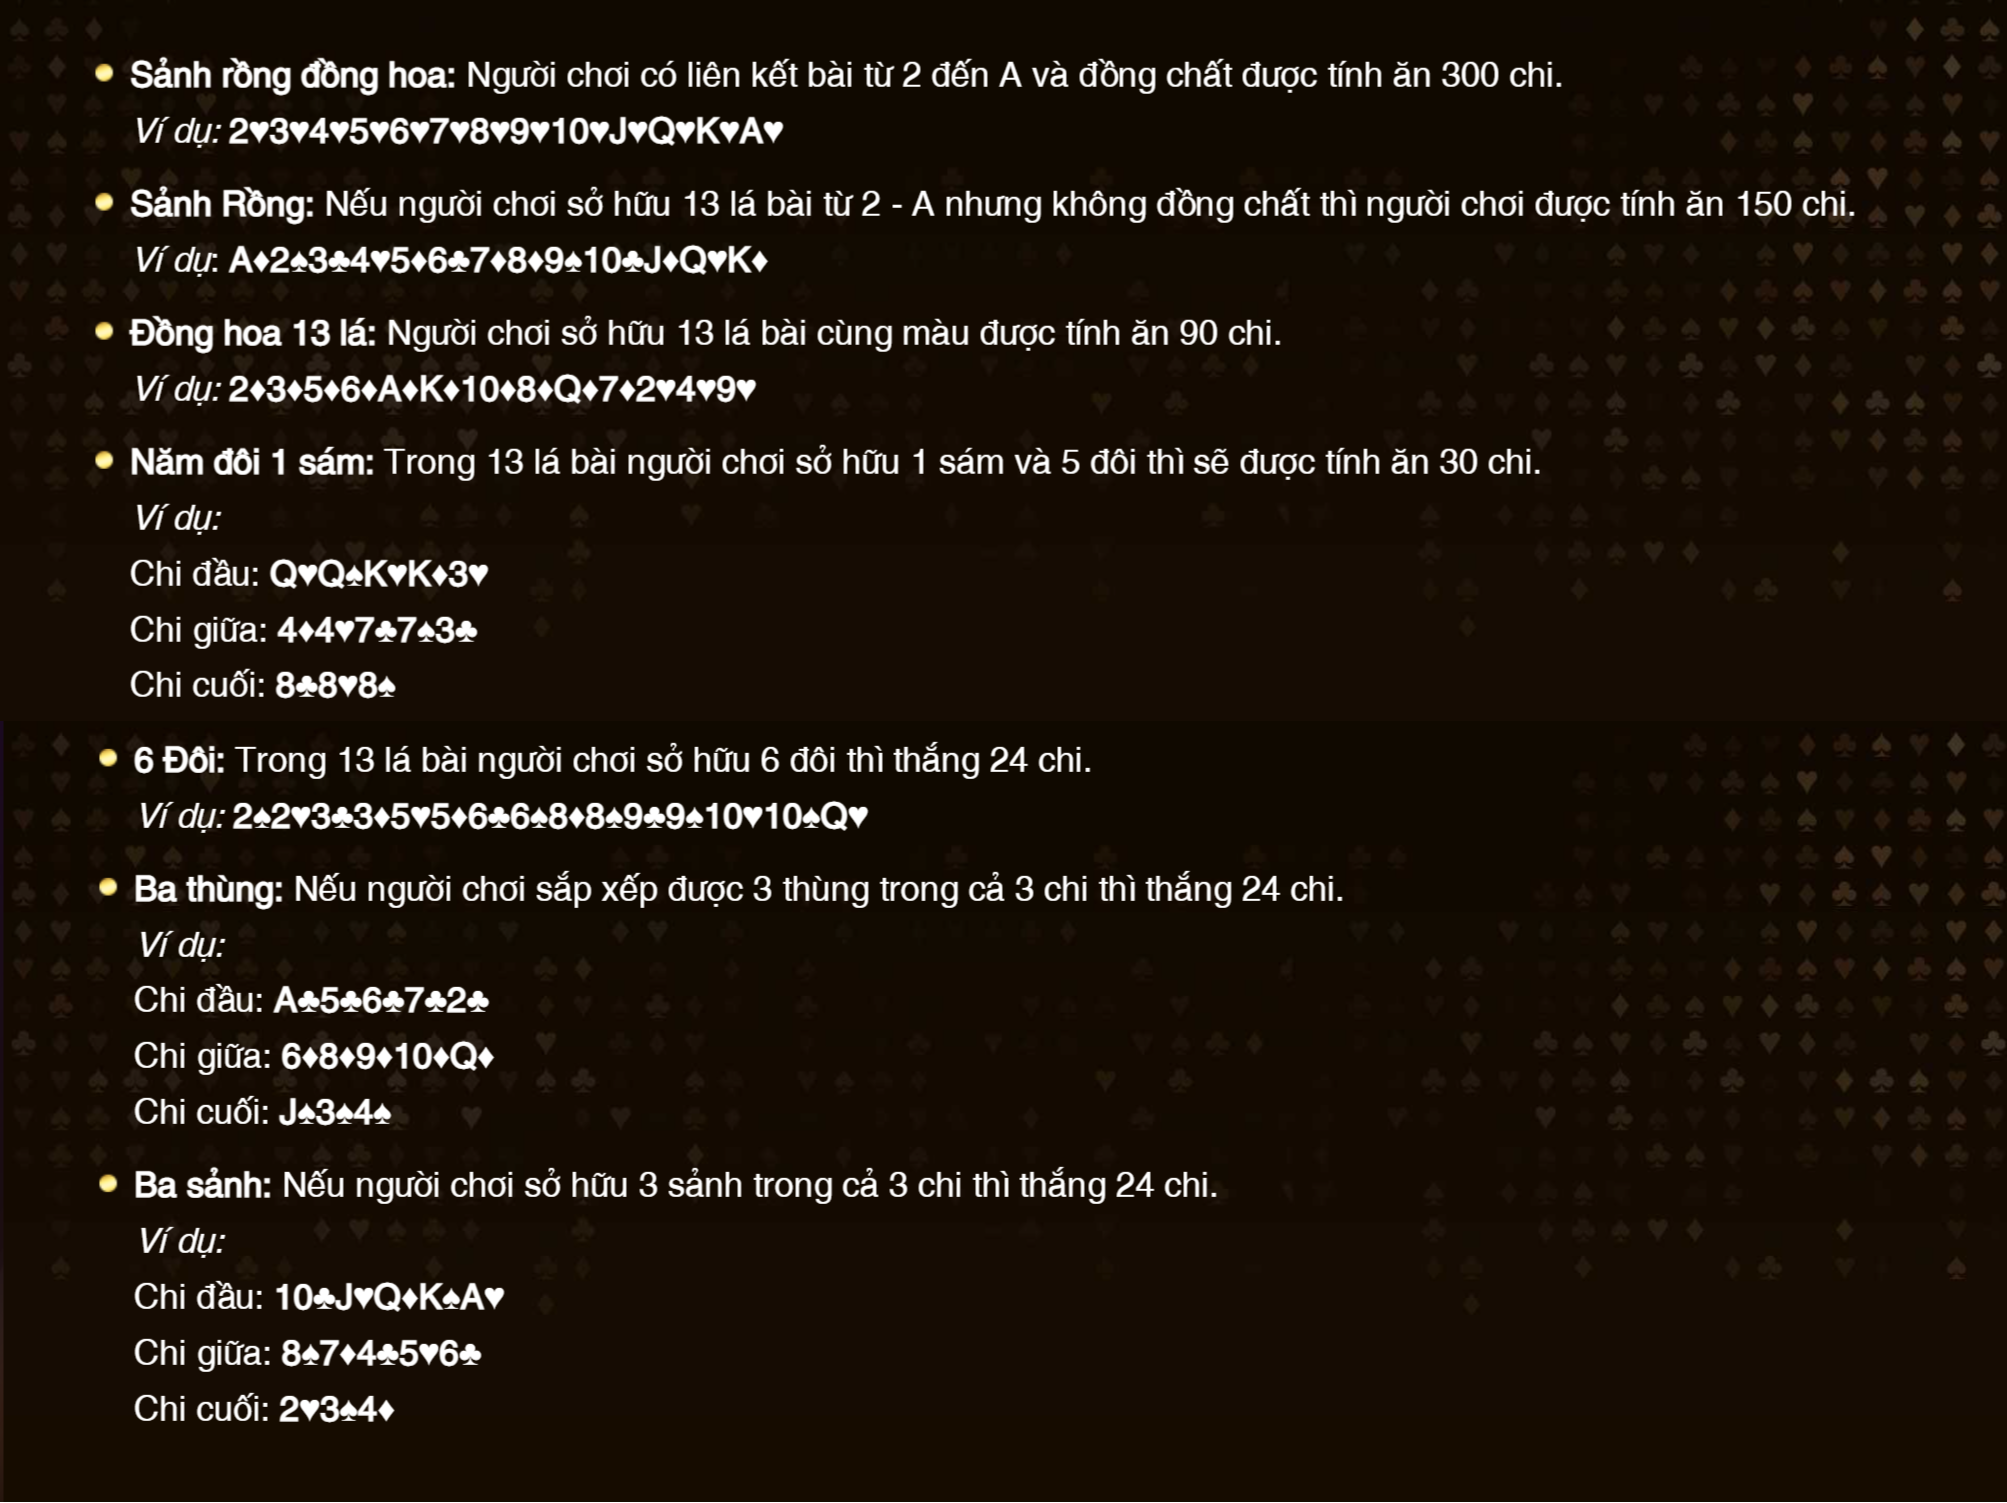 Sảnh rồng đồng hoa: Người chơi có liên kết bài từ 2 đến A và đồng chất được tính ăn 300 chi.
Ví dụ: 2♥3♥4♥5♥6♥7♥8♥9♥10♥J♥Q♥K♥A♥
Sảnh Rồng: Nếu người chơi sở hữu 13 lá bài từ 2 - A nhưng không đồng chất thì người chơi được tính ăn 150 chi.
Ví dụ: A♦2♠3♣4♥5♦6♣7♦8♦9♠10♣J♦Q♥K♦
Đồng hoa 13 lá: Người chơi sở hữu 13 lá bài cùng màu được tính ăn 90 chi.
Ví dụ: 2♦3♦5♦6♦A♦K♦10♦8♦Q♦7♦2♥4♥9♥
Năm đôi 1 sám: Trong 13 lá bài người chơi sở hữu 1 sám và 5 đôi thì sẽ được tính ăn 30 chi.
Ví dụ:
Chi đầu: Q♥Q♠K♥K♦3♥
Chi giữa: 4♦4♥7♣7♠3♣
Chi cuối: 8♣8♥8♠
6 Đôi: Trong 13 lá bài người chơi sở hữu 6 đôi thì thắng 24 chi.
Ví dụ: 2♠2♥3♣3♦5♥5♦6♣6♠8♦8♠9♣9♠10♥10♠Q♥
Ba thùng: Nếu người chơi sắp xếp được 3 thùng trong cả 3 chi thì thắng 24 chi.
Ví dụ:
Chi đầu: A♣5♣6♣7♣2♣
Chi giữa: 6♦8♦9♦10♦Q♦
Chi cuối: J♠3♠4♠
Ba sảnh: Nếu người chơi sở hữu 3 sảnh trong cả 3 chi thì thắng 24 chi.
Ví dụ:
Chi đầu: 10♣J♥Q♦K♠A♥
Chi giữa: 8♠7♦4♣5♥6♣
Chi cuối: 2♥3♠4♦